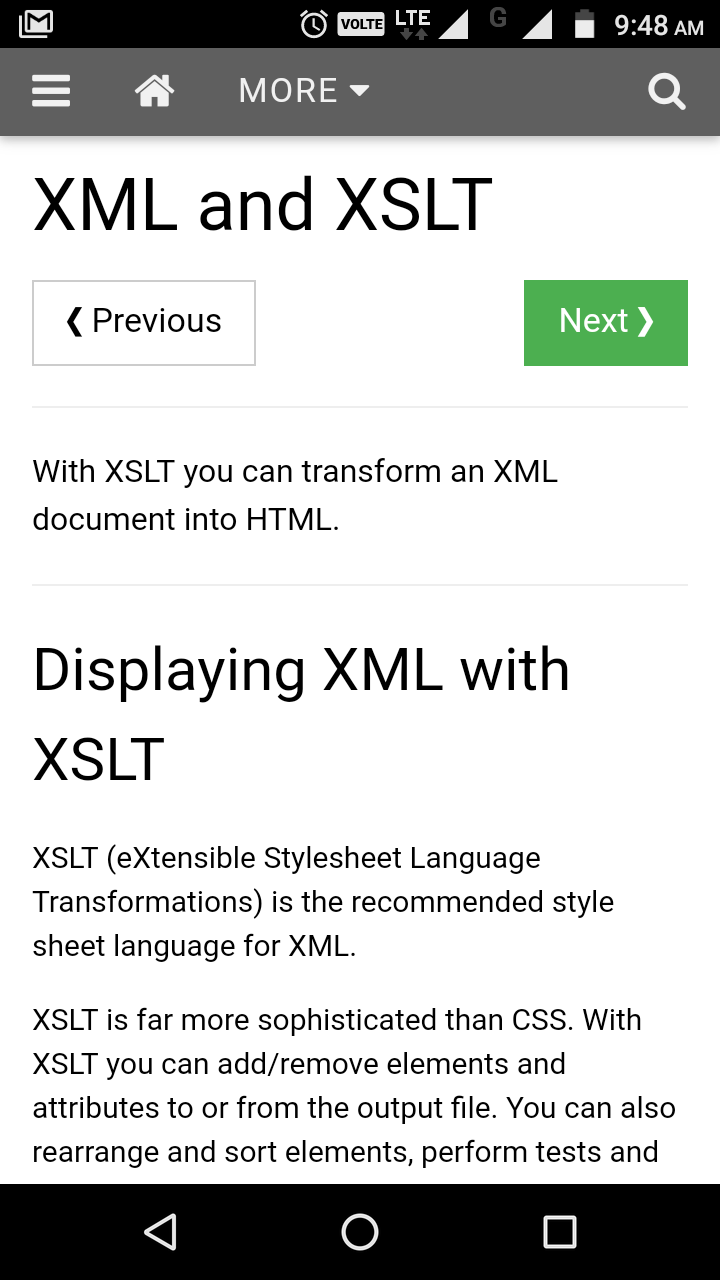 VOLTE LTE G 9:48 AM
MORE
XML and XSLT
❮ Previous
Next ❯
With XSLT you can transform an XML
document into HTML.
Displaying XML with
XSLT
XSLT (eXtensible Stylesheet Language
Transformations) is the recommended style
sheet language for XML.
XSLT is far more sophisticated than CSS. With
XSLT you can add/remove elements and
attributes to or from the output file. You can also
rearrange and sort elements, perform tests and